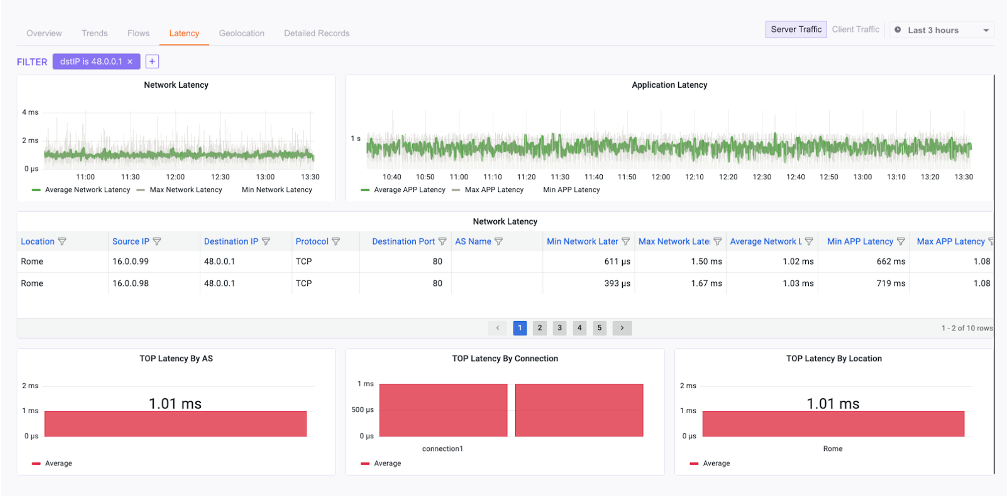 Overview Trends Flows Latency Geolocation Detailed Records Server Traffic Client Traffic Last 3 hours
FILTER dstIP is 48.0.0.1 × +
Network Latency
4 ms
2 ms
0 µs
11:00 11:30 12:00 12:30 13:00 13:30
Average Network Latency Max Network Latency Min Network Latency
Application Latency
1 s
10:40 10:50 11:00 11:10 11:20 11:30 11:40 11:50 12:00 12:10 12:20 12:30 12:40 12:50 13:00 13:10 13:20 13:30
Average APP Latency Max APP Latency Min APP Latency
Network Latency
Location Source IP Destination IP Protocol Destination Port AS Name Min Network Later Max Network Late Average Network L Min APP Latency Max APP Latency
Rome 16.0.0.99 48.0.0.1 TCP 80 611 µs 1.50 ms 1.02 ms 662 ms 1.08
Rome 16.0.0.98 48.0.0.1 TCP 80 393 µs 1.67 ms 1.03 ms 719 ms 1.08
‹ 1 2 3 4 5 ›
1 - 2 of 10 rows
TOP Latency By AS
2 ms
1 ms
0 µs
1.01 ms
Average
TOP Latency By Connection
1 ms
500 µs
0 µs
connection1
Average
TOP Latency By Location
2 ms
1 ms
0 µs
1.01 ms
Rome
Average